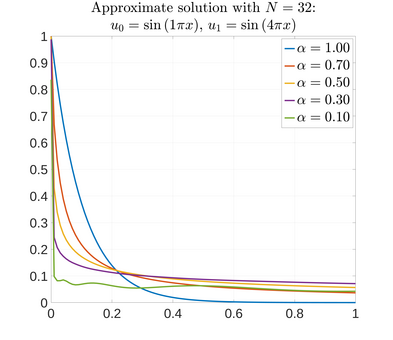 Approximate solution with N = 32:
u₀ = sin (1πx), u₁ = sin (4πx)
1
0.9
0.8
0.7
0.6
0.5
0.4
0.3
0.2
0.1
0
0 0.2 0.4 0.6 0.8 1
α = 1.00
α = 0.70
α = 0.50
α = 0.30
α = 0.10